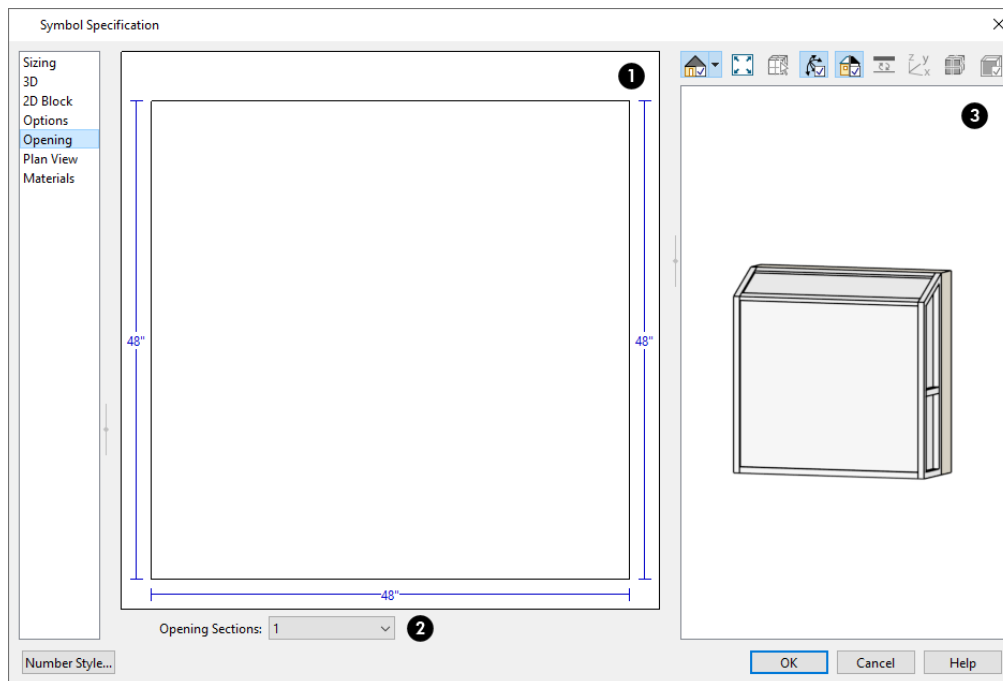 Symbol Specification
Sizing
3D
2D Block
Options
Opening
Plan View
Materials
1
48"
48"
48"
Opening Sections: 1
2
z y x
3
Number Style...
OK
Cancel
Help